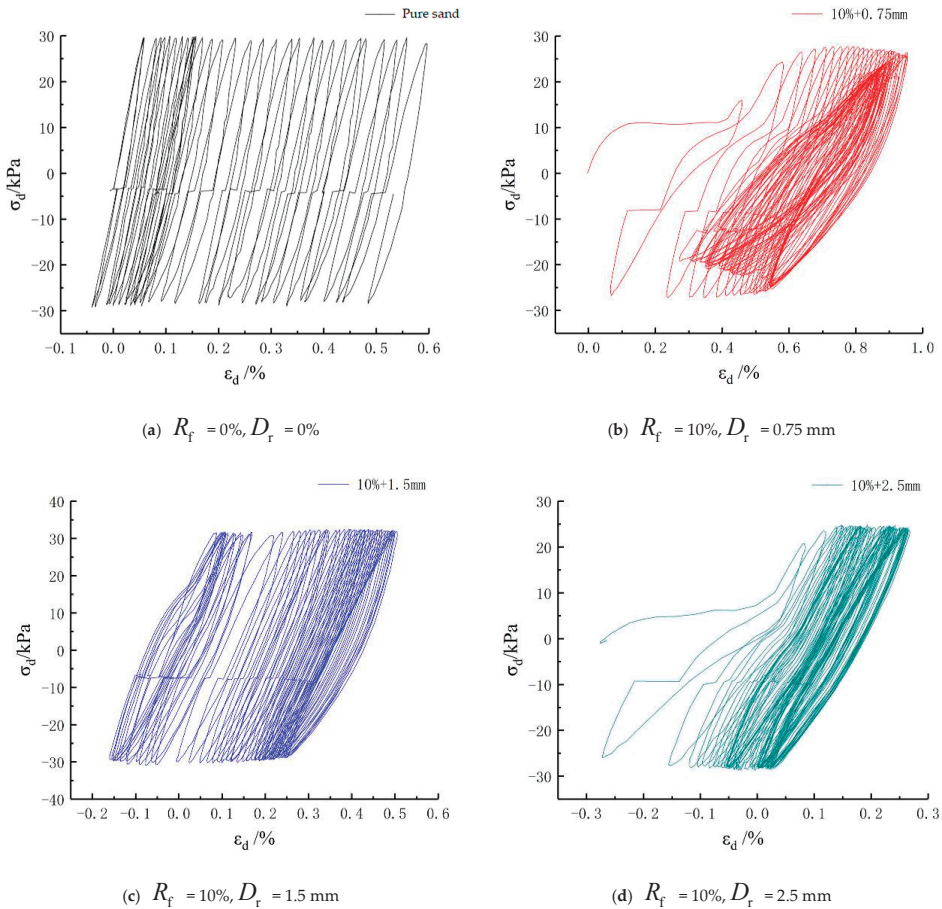 Pure sand
30
20
10
0
-10
-20
-30
σd/kPa
-0.1 0.0 0.1 0.2 0.3 0.4 0.5 0.6
εd /%
(a) Rf = 0%, Dr = 0%
10%+0.75mm
30
20
10
0
-10
-20
-30
σd/kPa
0.0 0.2 0.4 0.6 0.8 1.0
εd /%
(b) Rf = 10%, Dr = 0.75 mm
10%+1.5mm
40
30
20
10
0
-10
-20
-30
-40
σd/kPa
-0.2 -0.1 0.0 0.1 0.2 0.3 0.4 0.5 0.6
εd /%
(c) Rf = 10%, Dr = 1.5 mm
10%+2.5mm
30
20
10
0
-10
-20
-30
σd/kPa
-0.3 -0.2 -0.1 0.0 0.1 0.2 0.3
εd /%
(d) Rf = 10%, Dr = 2.5 mm